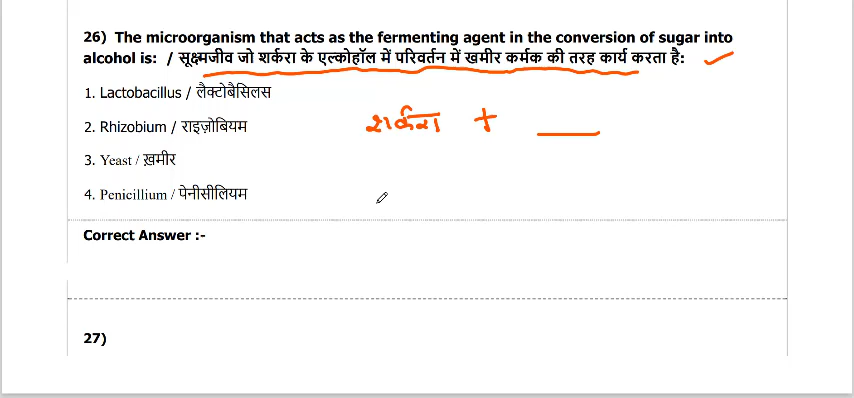 26) The microorganism that acts as the fermenting agent in the conversion of sugar into
alcohol is: / सूक्ष्मजीव जो शर्करा के एल्कोहॉल में परिवर्तन में खमीर कर्मक की तरह कार्य करता है:
1. Lactobacillus / लैक्टोबैसिलस
2. Rhizobium / राइज़ोबियम
शर्करा + ____
3. Yeast / ख़मीर
4. Penicillium / पेनीसीलियम
Correct Answer :-
27)